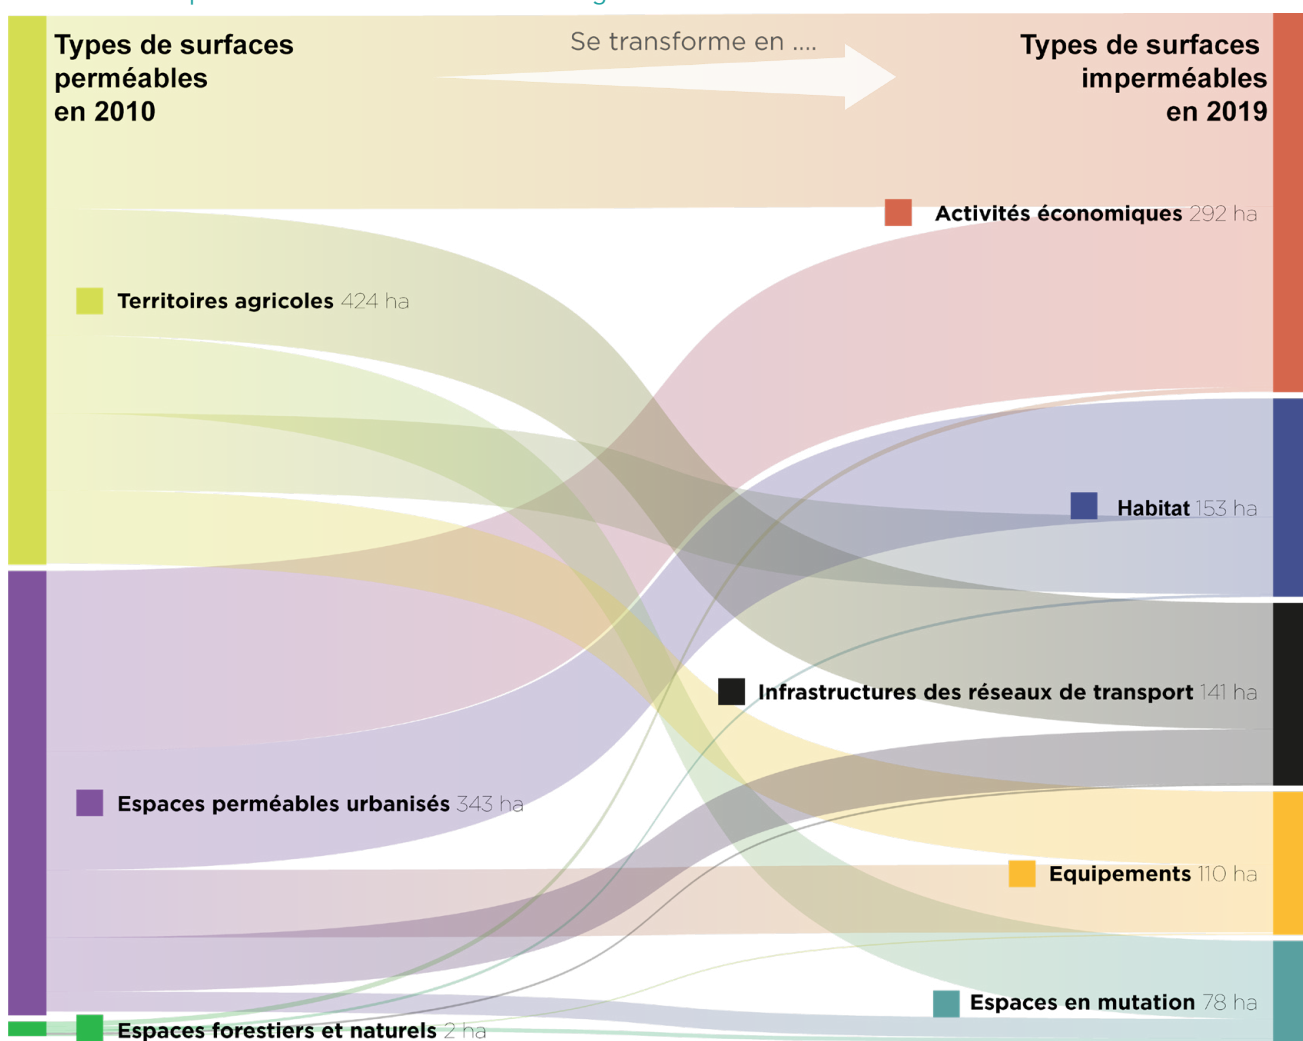 Types de surfaces
perméables
en 2010
Se transforme en ....
Types de surfaces
imperméables
en 2019
Activités économiques 292 ha
Territoires agricoles 424 ha
Habitat 153 ha
Infrastructures des réseaux de transport 141 ha
Espaces perméables urbanisés 343 ha
Equipements 110 ha
Espaces en mutation 78 ha
Espaces forestiers et naturels 2 ha